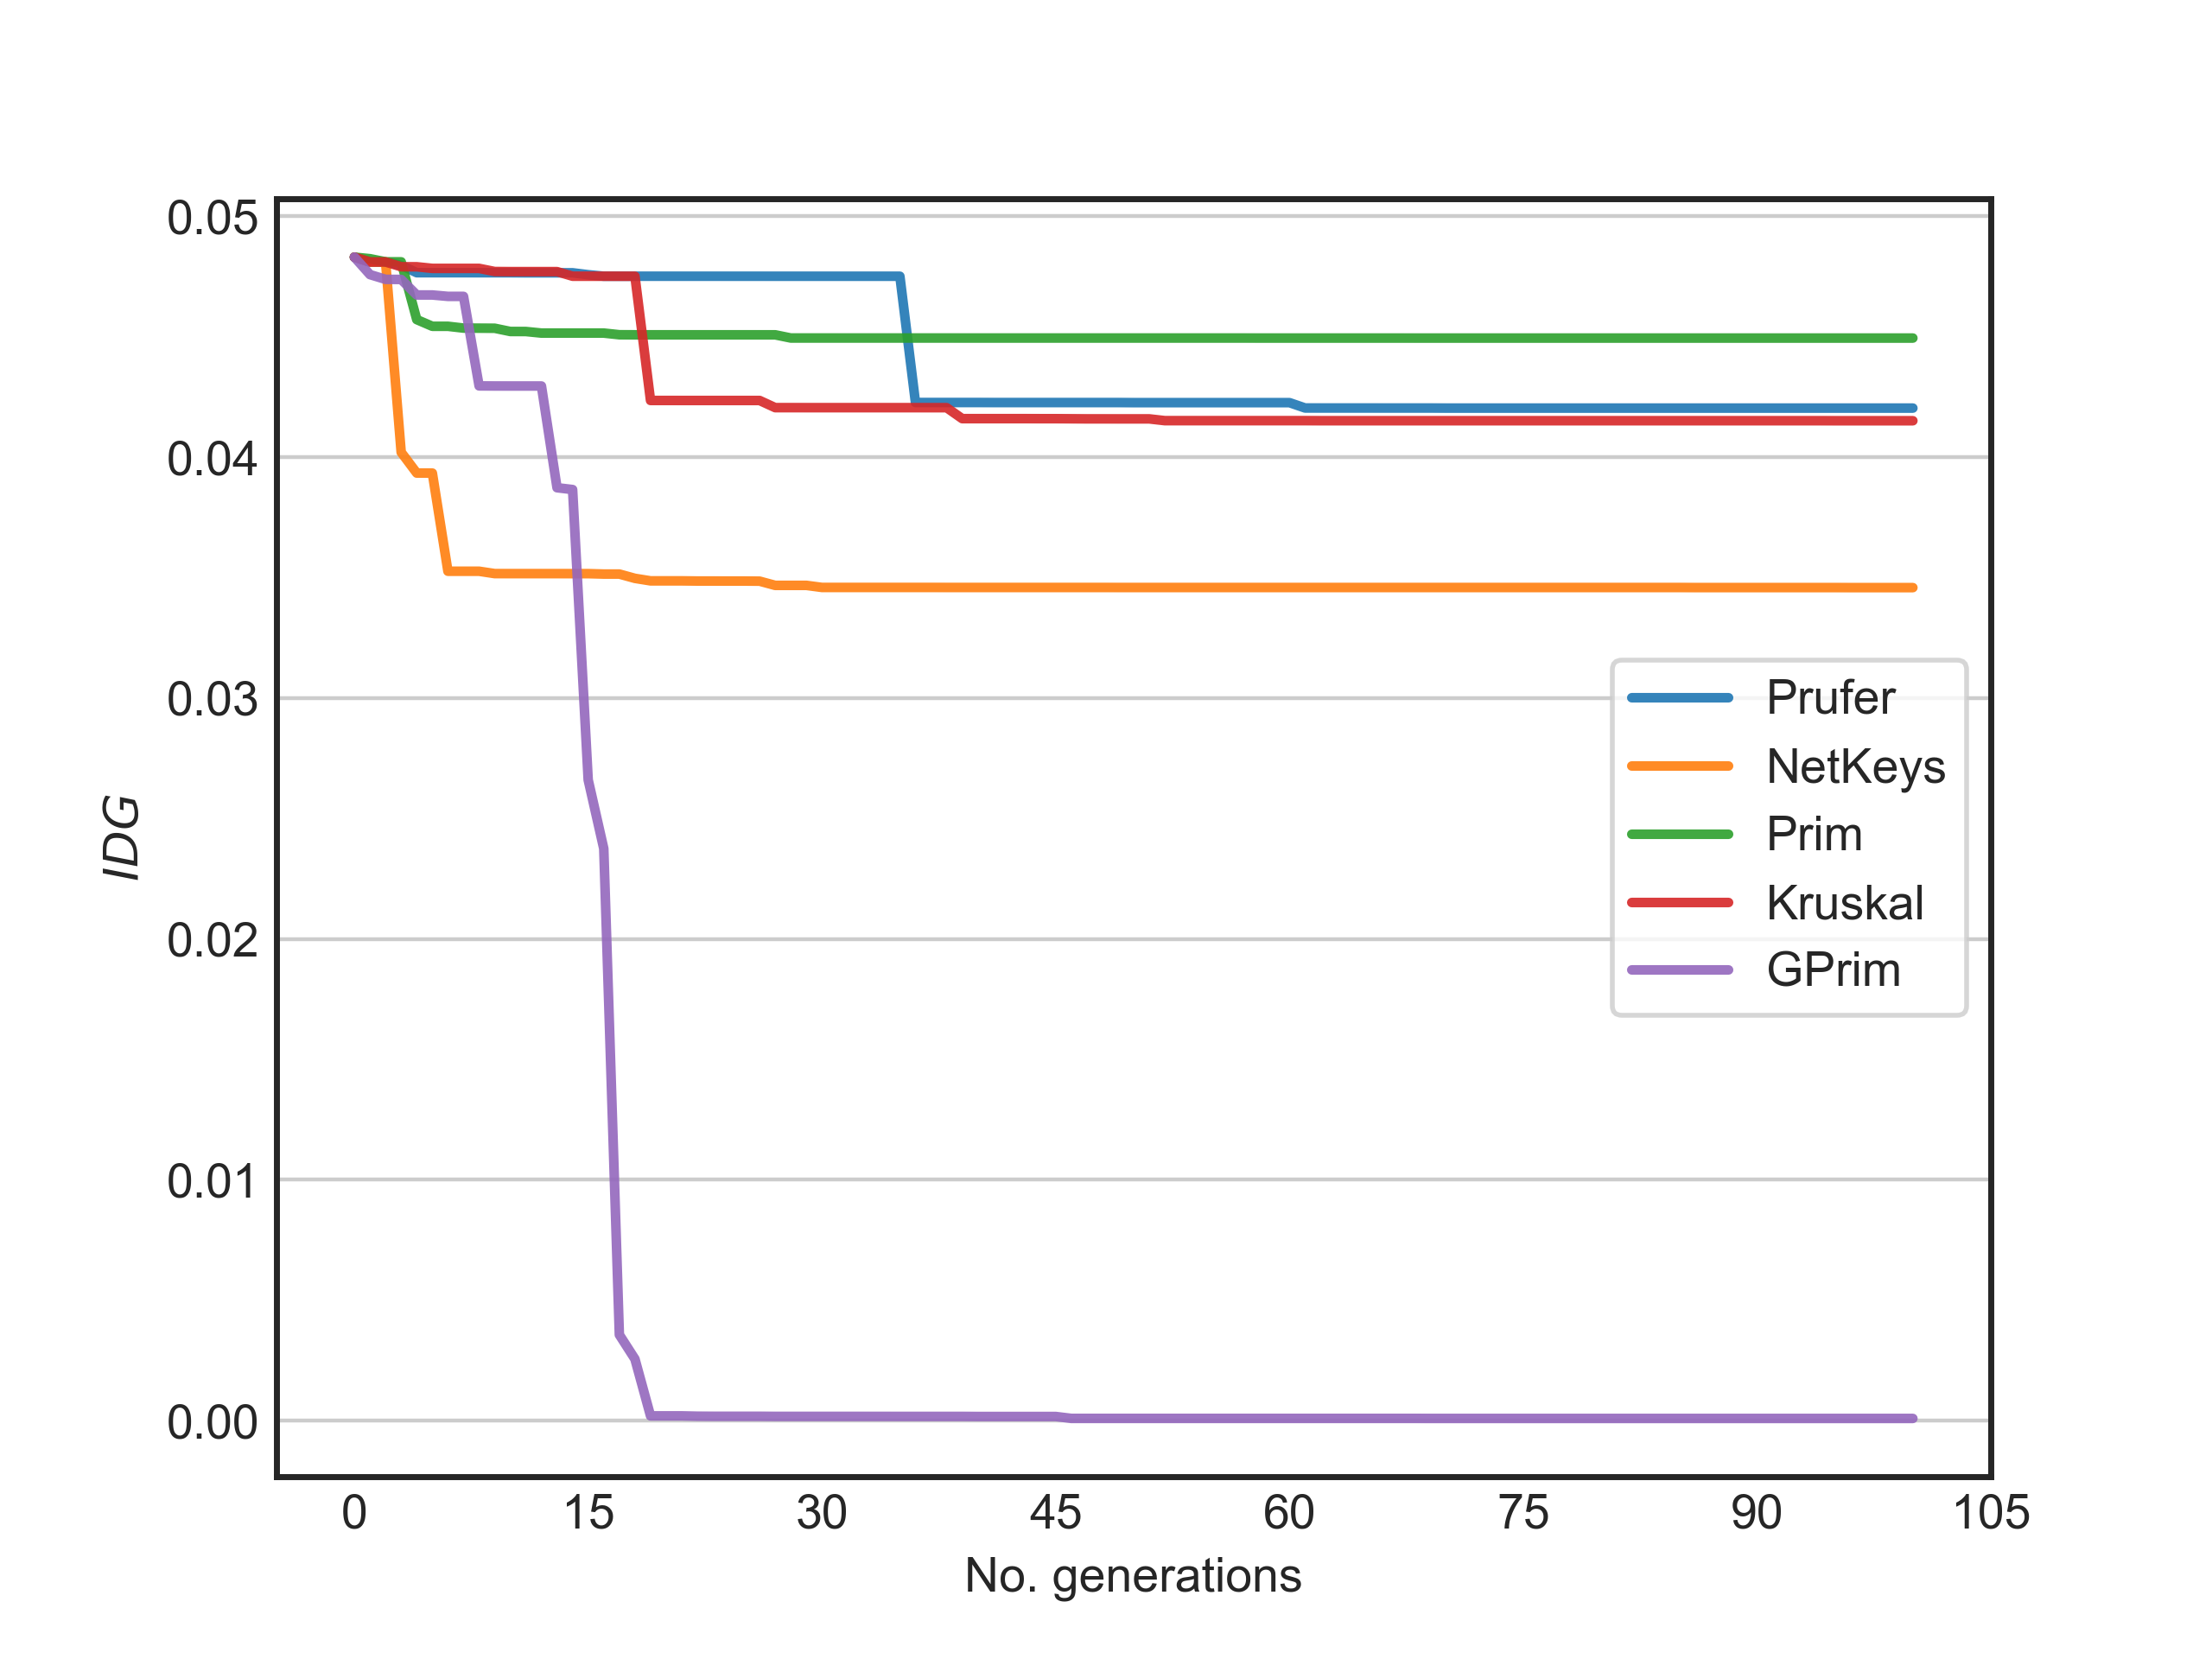 0.05
0.04
0.03
0.02
0.01
0.00
IDG
Prufer
NetKeys
Prim
Kruskal
GPrim
0 15 30 45 60 75 90 105
No. generations